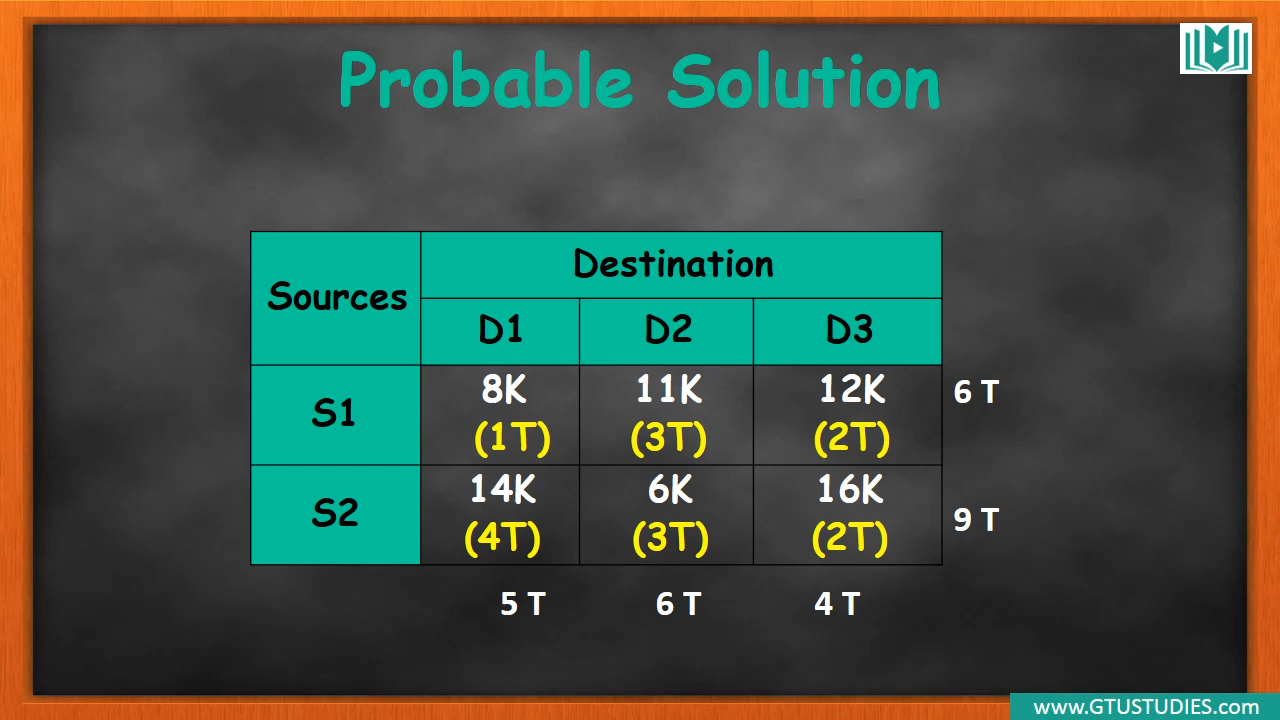 Probable Solution
Sources
Destination
D1 D2 D3
S1
8K 11K 12K
(1T) (3T) (2T)
6 T
S2
14K 6K 16K
(4T) (3T) (2T)
9 T
5 T 6 T 4 T
www.GTUSTUDIES.com